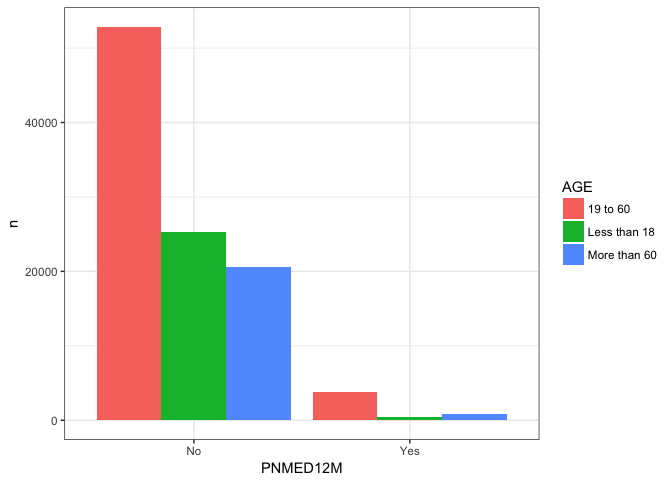 n
40000
20000
0
No
Yes
PNMED12M
AGE
19 to 60
Less than 18
More than 60